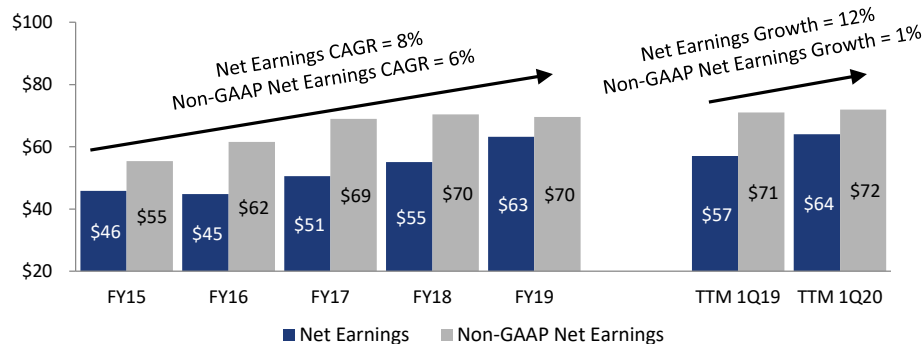 $100
$80
$60
$40
$20
Net Earnings CAGR = 8%
Non-GAAP Net Earnings CAGR = 6%
Net Earnings Growth = 12%
Non-GAAP Net Earnings Growth = 1%
$46 $55 $45 $62 $51 $69 $55 $70 $63 $70 $57 $71 $64 $72
FY15 FY16 FY17 FY18 FY19 TTM 1Q19 TTM 1Q20
Net Earnings Non-GAAP Net Earnings